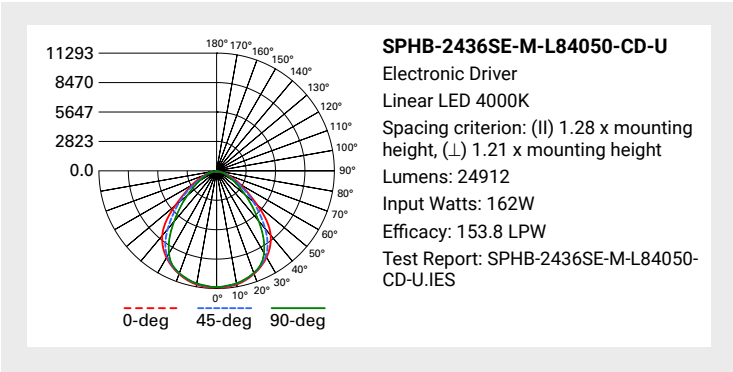 11293
8470
5647
2823
0.0
180°
170°
160°
150°
140°
130°
120°
110°
100°
90°
80°
70°
60°
50°
40°
30°
20°
10°
0°
0-deg
45-deg
90-deg
SPHB-2436SE-M-L84050-CD-U
Electronic Driver
Linear LED 4000K
Spacing criterion: (II) 1.28 x mounting
height, (⊥) 1.21 x mounting height
Lumens: 24912
Input Watts: 162W
Efficacy: 153.8 LPW
Test Report: SPHB-2436SE-M-L84050-
CD-U.IES